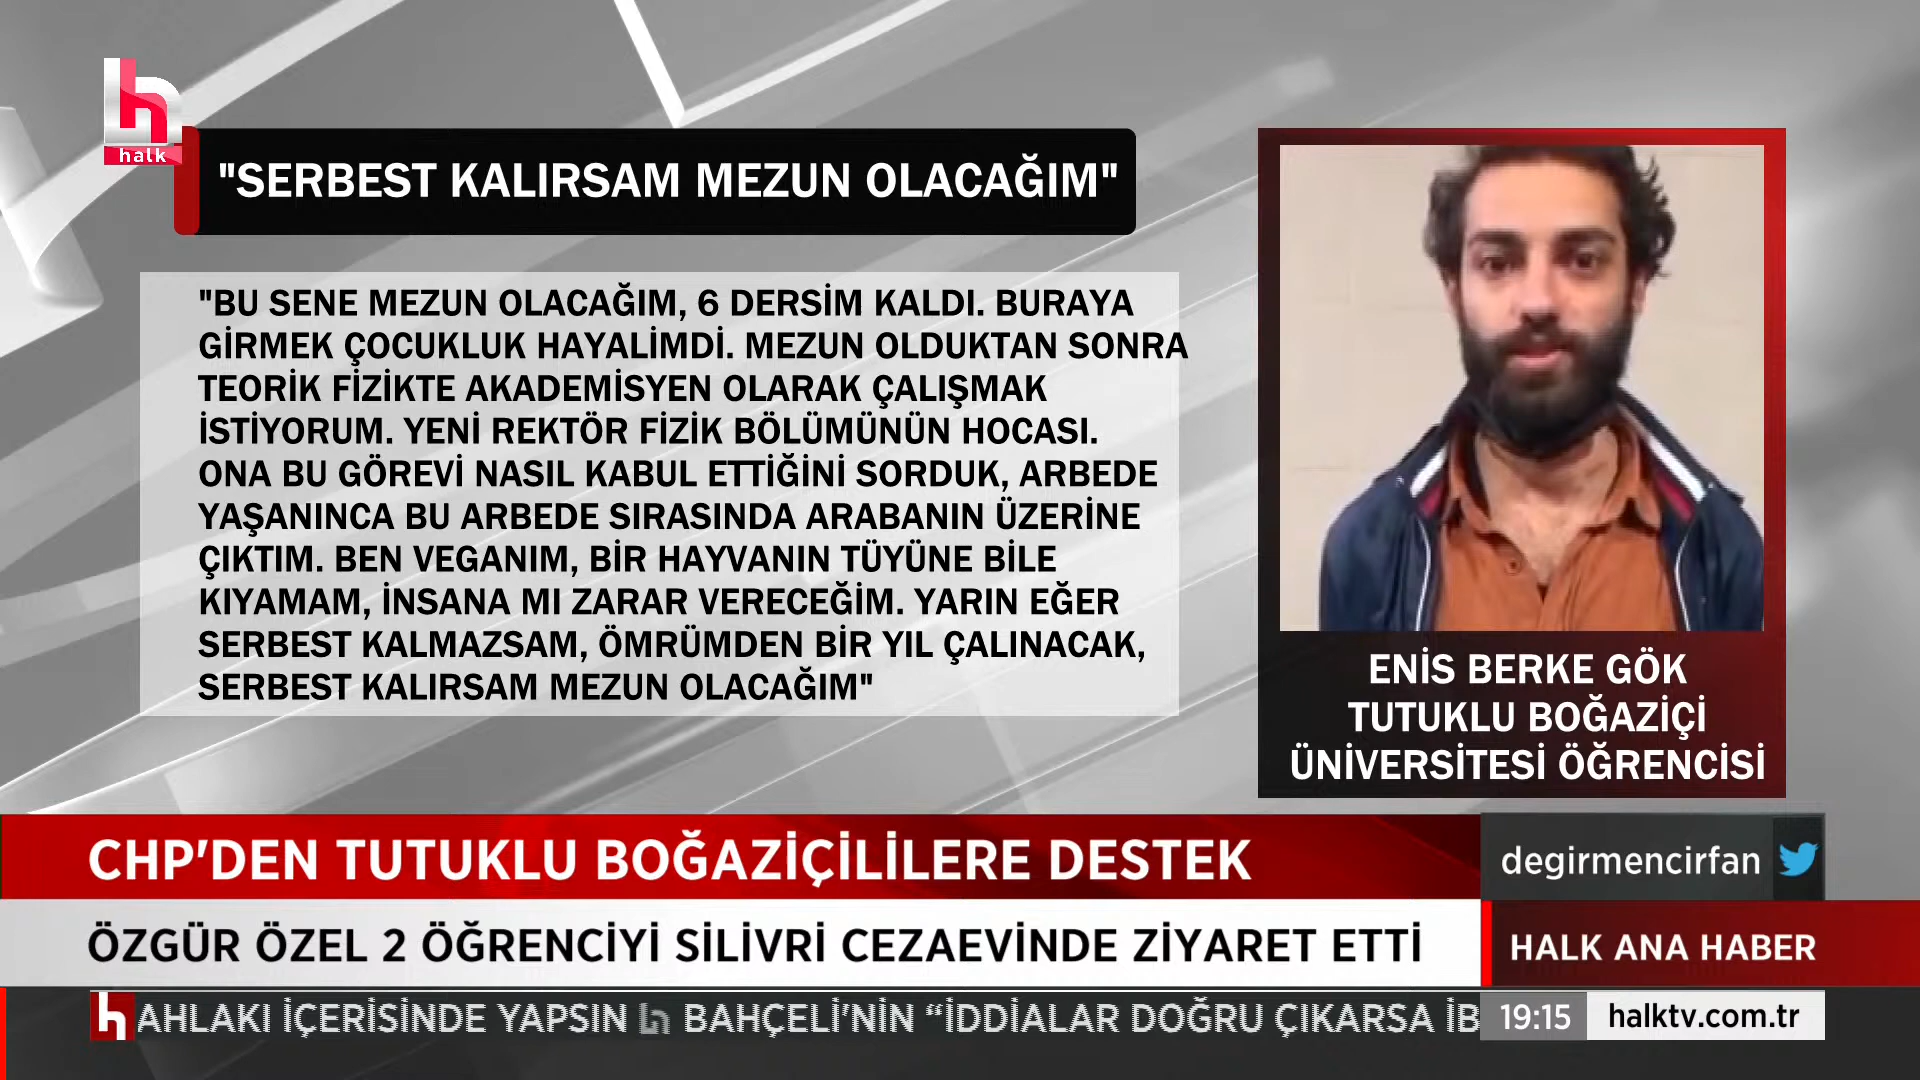 halk
"SERBEST KALIRSAM MEZUN OLACAĞIM"
"BU SENE MEZUN OLACAĞIM, 6 DERSİM KALDI. BURAYA
GİRMEK ÇOCUKLUK HAYALİMDİ. MEZUN OLDUKTAN SONRA
TEORİK FİZİKTE AKADEMİSYEN OLARAK ÇALIŞMAK
İSTİYORUM. YENİ REKTÖR FİZİK BÖLÜMÜNÜN HOCASI.
ONA BU GÖREVİ NASIL KABUL ETTİĞİNİ SORDUK, ARBEDE
YAŞANINCA BU ARBEDE SIRASINDA ARABANIN ÜZERİNE
ÇIKTIM. BEN VEGANIM, BİR HAYVANIN TÜYÜNE BİLE
KIYAMAM, İNSANA MI ZARAR VERECEĞİM. YARIN EĞER
SERBEST KALMAZSAM, ÖMRÜMDEN BİR YIL ÇALINACAK,
SERBEST KALIRSAM MEZUN OLACAĞIM"
ENİS BERKE GÖK
TUTUKLU BOĞAZİÇİ
ÜNİVERSİTESİ ÖĞRENCİSİ
CHP'DEN TUTUKLU BOĞAZİÇİLİLERE DESTEK
degirmencirfan
ÖZGÜR ÖZEL 2 ÖĞRENCİYİ SİLİVRİ CEZAEVİNDE ZİYARET ETTİ
HALK ANA HABER
AHLAKI İÇERİSİNDE YAPSIN h BAHÇELİ'NİN “İDDİALAR DOĞRU ÇIKARSA İB
19:15
halktv.com.tr